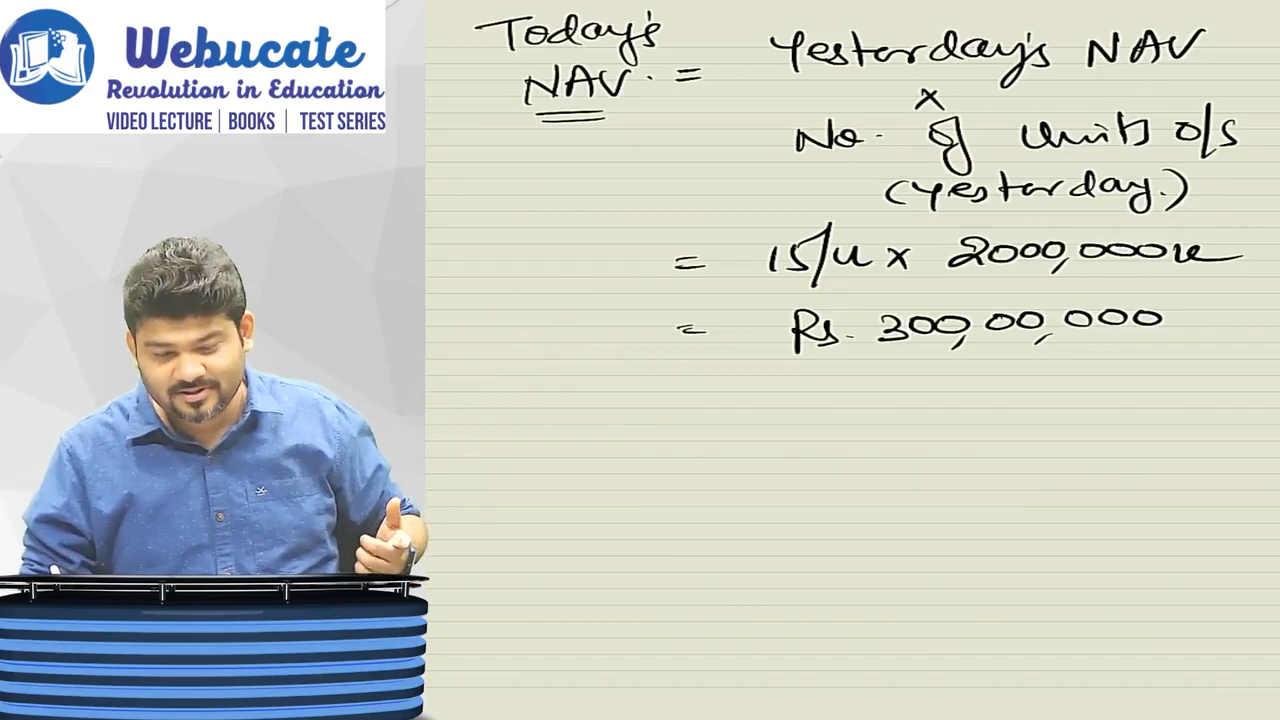 Webucate
Revolution in Education
VIDEO LECTURE | BOOKS | TEST SERIES
Today's
NAV. = Yesterday's NAV
x
No. of units o/s
(yesterday.)
= 15/u x 2000,000u
= Rs. 300,00,000